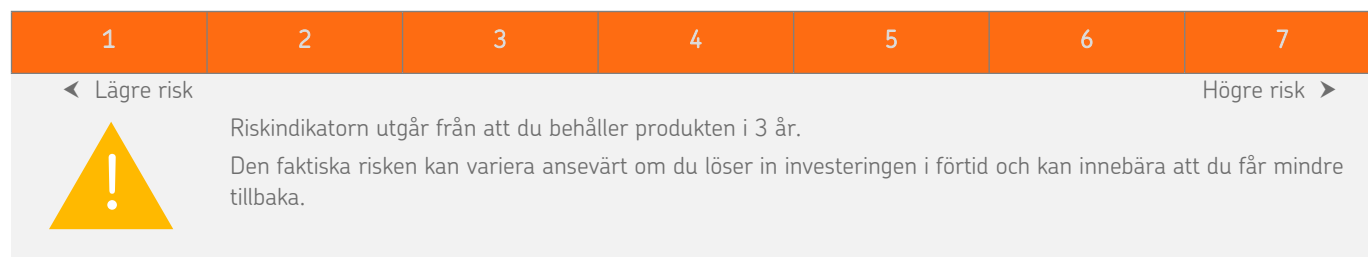 1 2 3 4 5 6 7
Lägre risk Högre risk
Riskindikatorn utgår från att du behåller produkten i 3 år.
Den faktiska risken kan variera ansevärt om du löser in investeringen i förtid och kan innebära att du får mindre
tillbaka.